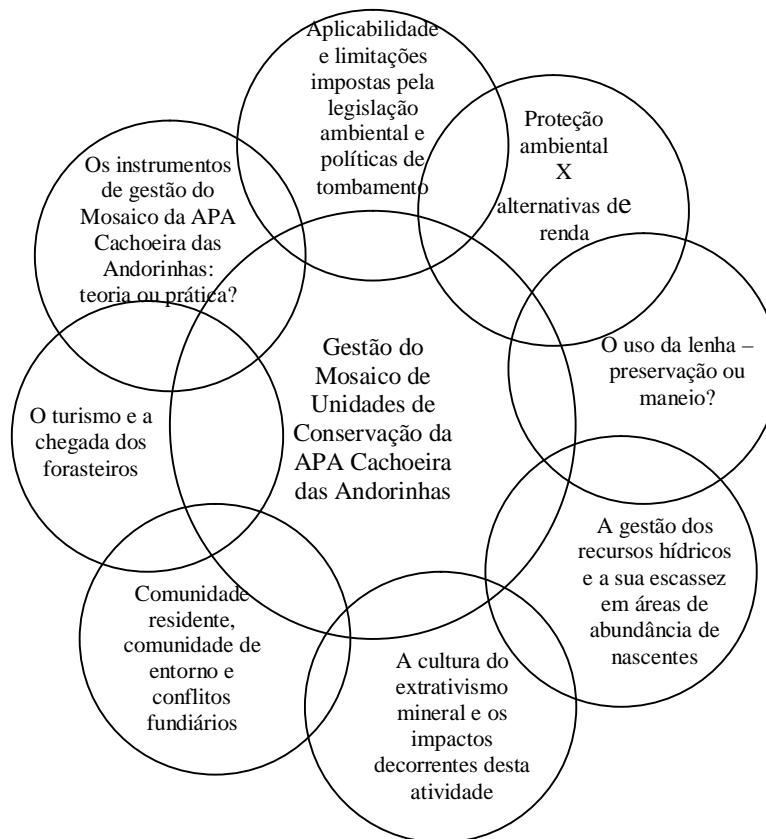 Aplicabilidade
e limitações
impostas pela
legislação
ambiental e
políticas de
tombamento
Proteção
ambiental
X
alternativas de
renda
O uso da lenha –
preservação ou
manejo?
A gestão dos
recursos hídricos
e a sua escassez
em áreas de
abundância de
nascentes
A cultura do
extrativismo
mineral e os
impactos
decorrentes desta
atividade
Comunidade
residente,
comunidade de
entorno e
conflitos
fundiários
O turismo e a
chegada dos
forasteiros
Os instrumentos
de gestão do
Mosaico da APA
Cachoeira das
Andorinhas:
teoria ou prática?
Gestão do
Mosaico de
Unidades de
Conservação da
APA Cachoeira
das Andorinhas